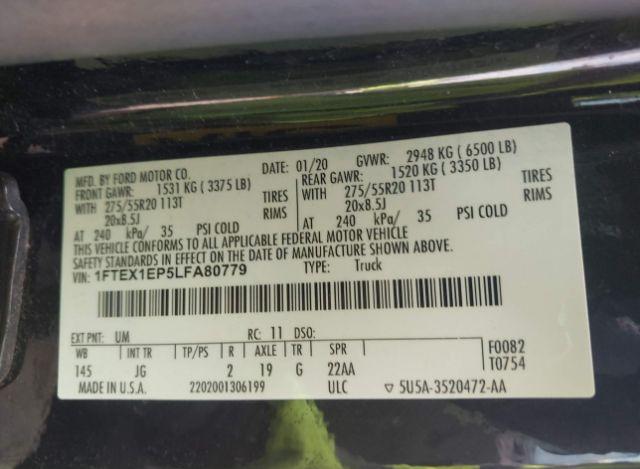 MFD. BY FORD MOTOR CO.
DATE: 01/20 GVWR: 2948 KG ( 6500 LB)
FRONT GAWR: 1531 KG ( 3375 LB)
REAR GAWR: 1520 KG ( 3350 LB)
WITH 275/55R20 113T TIRES
WITH 275/55R20 113T TIRES
20x8.5J RIMS
20x8.5J RIMS
AT 240 kPa/ 35 PSI COLD
AT 240 kPa/ 35 PSI COLD
THIS VEHICLE CONFORMS TO ALL APPLICABLE FEDERAL MOTOR VEHICLE
SAFETY STANDARDS IN EFFECT ON THE DATE OF MANUFACTURE SHOWN ABOVE.
VIN: 1FTEX1EP5LFA80779 TYPE: Truck
EXT PNT: UM RC: 11 DSO:
WB INT TR TP/PS R AXLE TR SPR F0082
145 JG 2 19 G 22AA T0754
MADE IN U.S.A. 2202001306199 ULC ▽ 5U5A-3520472-AA